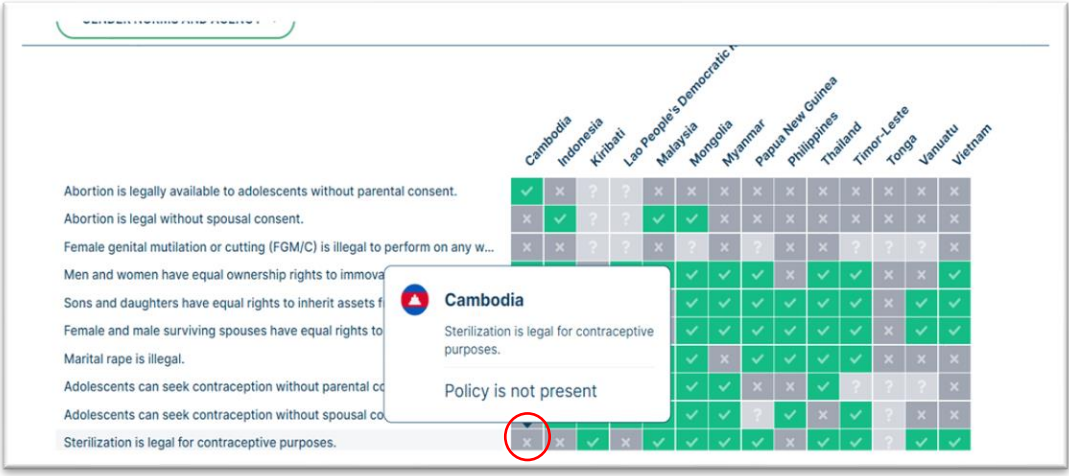 GENDER NORMS AND AGENCY
Cambodia
Indonesia
Kiribati
Lao People's Democratic
Malaysia
Mongolia
Myanmar
Papua New Guinea
Philippines
Thailand
Timor-Leste
Tonga
Vanuatu
Vietnam
Abortion is legally available to adolescents without parental consent.
Abortion is legal without spousal consent.
Female genital mutilation or cutting (FGM/C) is illegal to perform on any w...
Men and women have equal ownership rights to
Sons and daughters have equal rights to inherit assets
Female and male surviving spouses have equal rights to
Marital rape is illegal.
Adolescents can seek contraception without parental
Adolescents can seek contraception without spousal
Sterilization is legal for contraceptive purposes.
Cambodia
Sterilization is legal for contraceptive
purposes.
Policy is not present